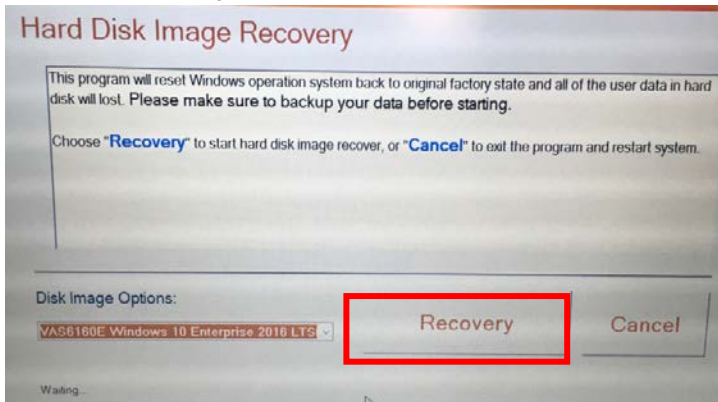 Hard Disk Image Recovery
This program will reset Windows operation system back to original factory state and all of the user data in hard
disk will lost. Please make sure to backup your data before starting.
Choose "Recovery" to start hard disk image recover, or "Cancel" to exit the program and restart system.
Disk Image Options:
VAS6160E Windows 10 Enterprise 2016 LTS
Recovery
Cancel
Waiting...